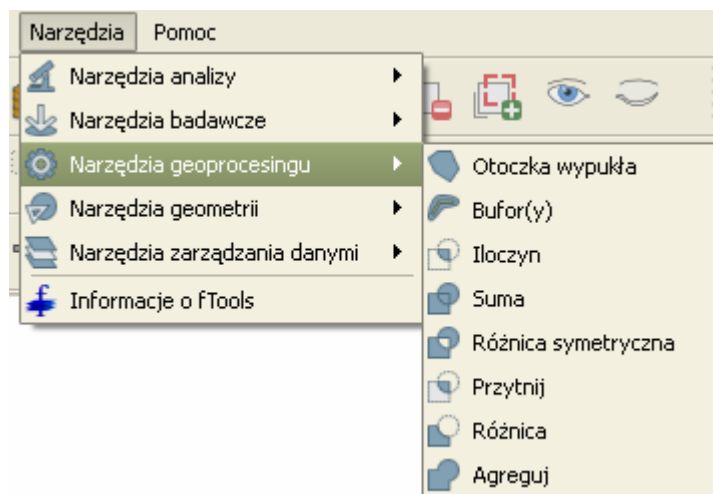 Narzędzia Pomoc
Narzędzia analizy
Narzędzia badawcze
Narzędzia geoprocesingu
Narzędzia geometrii
Narzędzia zarządzania danymi
Informacje o fTools
Otoczka wypukła
Bufor(y)
Iloczyn
Suma
Różnica symetryczna
Przytnij
Różnica
Agreguj